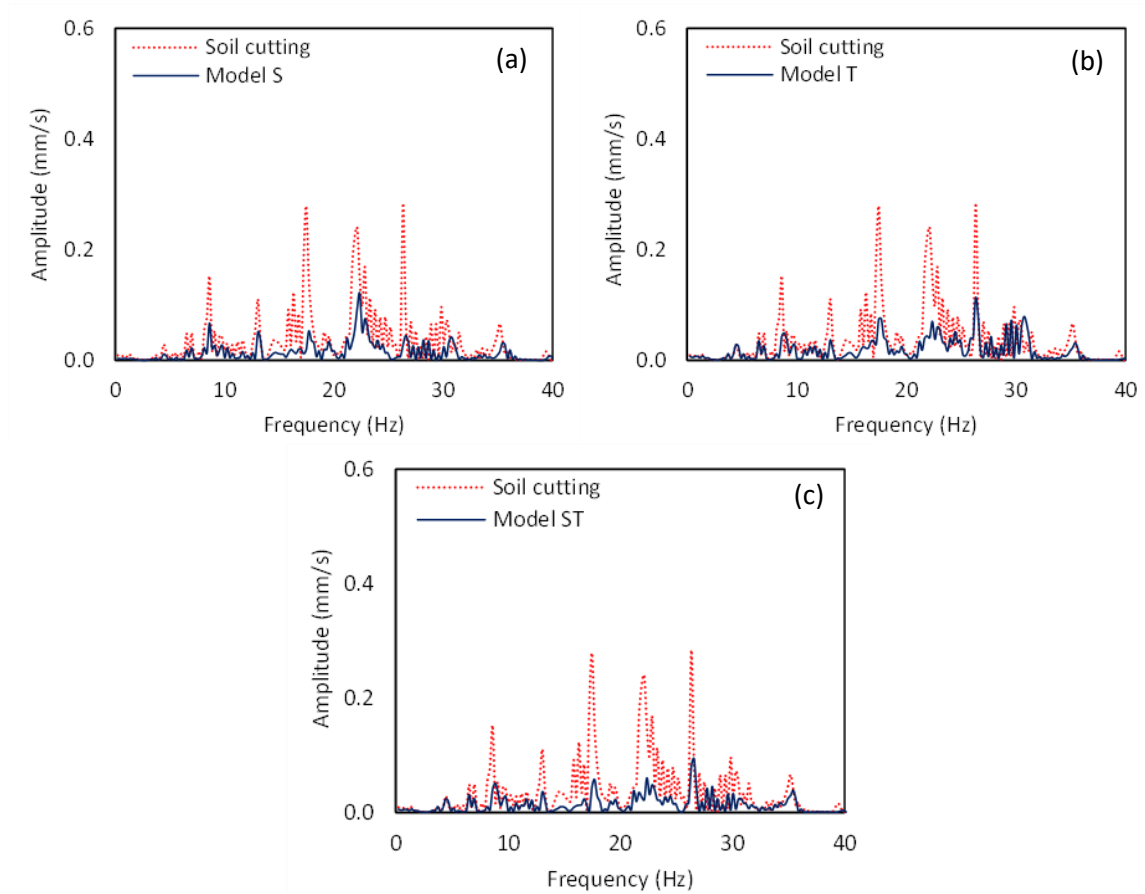 Soil cutting
Model S
(a)
Amplitude (mm/s)
0.6
0.4
0.2
0.0
0 10 20 30 40
Frequency (Hz)
Soil cutting
Model T
(b)
Amplitude (mm/s)
0.6
0.4
0.2
0.0
0 10 20 30 40
Frequency (Hz)
Soil cutting
Model ST
(c)
Amplitude (mm/s)
0.6
0.4
0.2
0.0
0 10 20 30 40
Frequency (Hz)